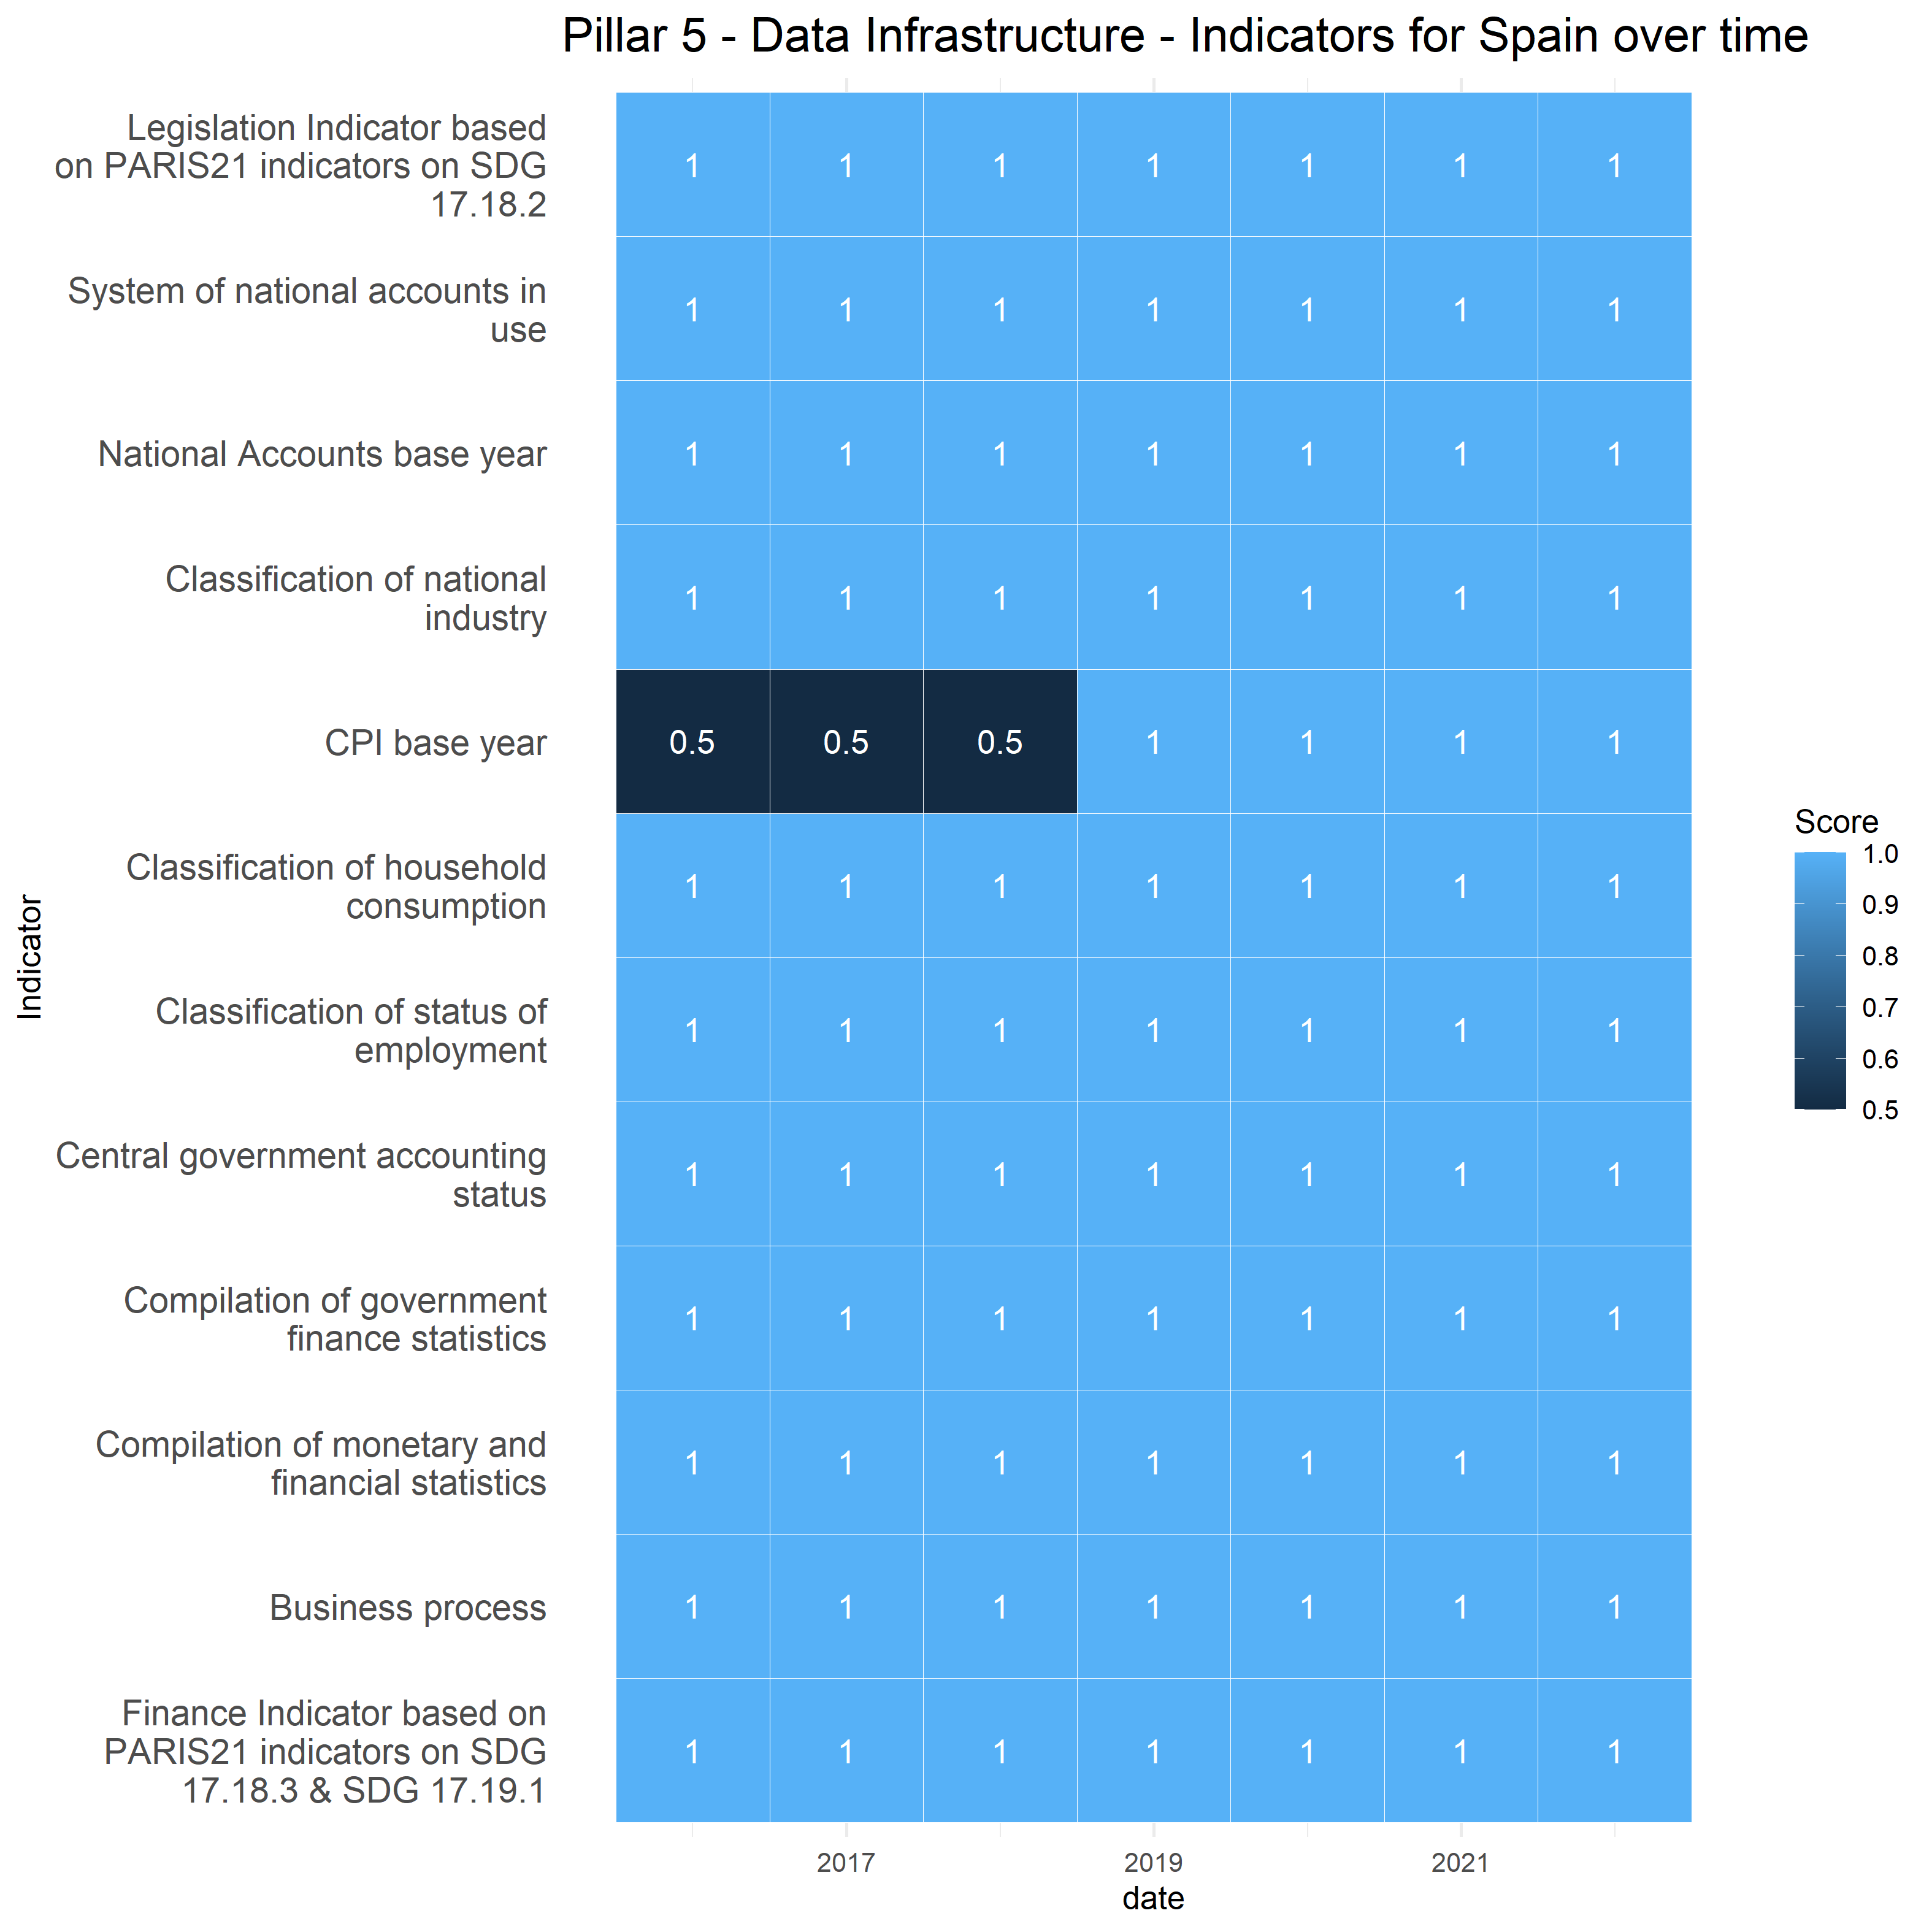 Pillar 5 - Data Infrastructure - Indicators for Spain over time
Legislation Indicator based
on PARIS21 indicators on SDG
17.18.2
1 1 1 1 1 1 1
System of national accounts in
use
1 1 1 1 1 1 1
National Accounts base year
1 1 1 1 1 1 1
Classification of national
industry
1 1 1 1 1 1 1
CPI base year
0.5 0.5 0.5 1 1 1 1
Classification of household
consumption
1 1 1 1 1 1 1
Classification of status of
employment
1 1 1 1 1 1 1
Central government accounting
status
1 1 1 1 1 1 1
Compilation of government
finance statistics
1 1 1 1 1 1 1
Compilation of monetary and
financial statistics
1 1 1 1 1 1 1
Business process
1 1 1 1 1 1 1
Finance Indicator based on
PARIS21 indicators on SDG
17.18.3 & SDG 17.19.1
1 1 1 1 1 1 1
Indicator
2017 2019 2021
date
Score
1.0
0.9
0.8
0.7
0.6
0.5